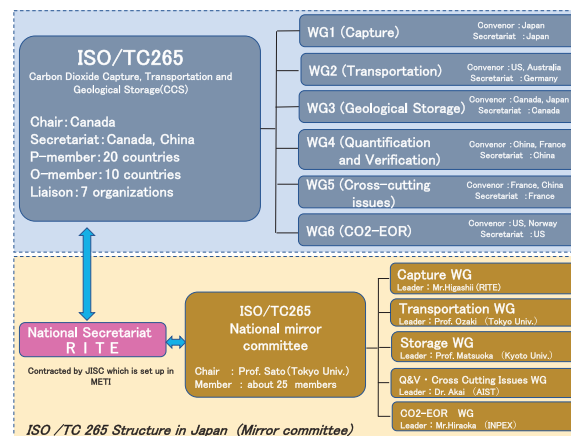 ISO/TC265
Carbon Dioxide Capture, Transportation and
Geological Storage(CCS)
Chair:Canada
Secretariat:Canada, China
P-member:20 countries
O-member:10 countries
Liaison:7 organizations
WG1 (Capture)
Convenor :Japan
Secretariat :Japan
WG2 (Transportation)
Convenor :US, Australia
Secretariat :Germany
WG3 (Geological Storage)
Convenor :Canada, Japan
Secretariat :Canada
WG4 (Quantification
and Verification)
Convenor :China, France
Secretariat :China
WG5 (Cross-cutting
issues)
Convenor :France, China
Secretariat :France
WG6 (CO2-EOR)
Convenor :US, Norway
Secretariat :US
National Secretariat
R I T E
Contracted by JISC which is set up in
METI
ISO/TC265
National mirror
committee
Chair : Prof. Sato(Tokyo Univ.)
Member : about 25 members
Capture WG
Leader : Mr.Higashii (RITE)
Transportation WG
Leader : Prof. Ozaki (Tokyo Univ.)
Storage WG
Leader : Prof. Matsuoka (Kyoto Univ.)
Q&V・Cross Cutting Issues WG
Leader : Dr. Akai (AIST)
CO2-EOR WG
Leader : Mr.Hiraoka (INPEX)
ISO /TC 265 Structure in Japan (Mirror committee)